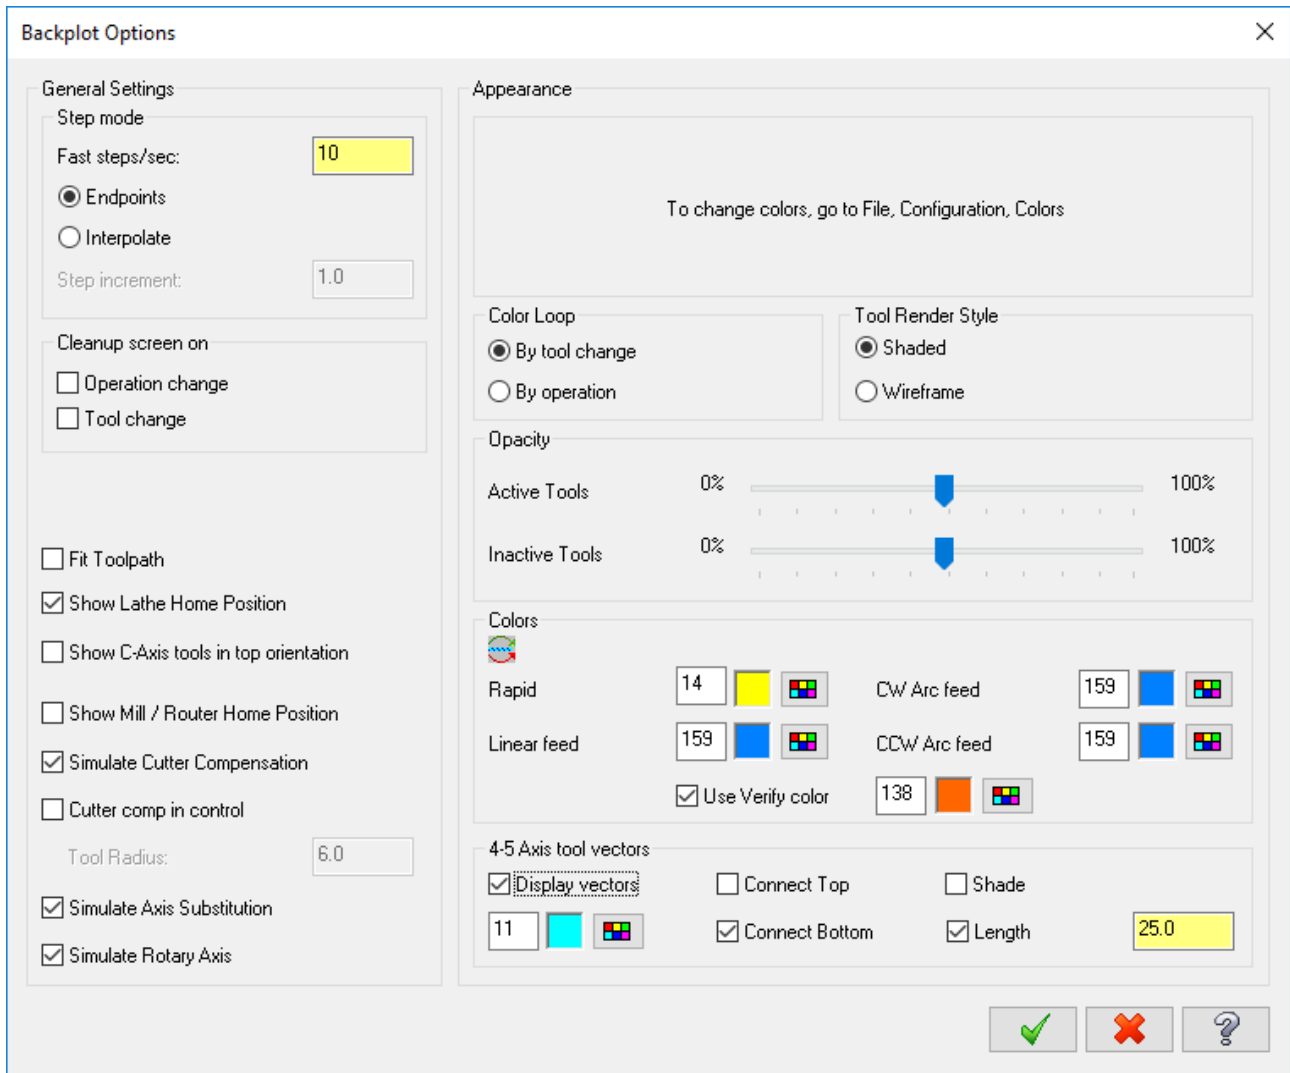 Backplot Options
General Settings
Step mode
Fast steps/sec: 10
Endpoints
Interpolate
Step increment: 1.0
Cleanup screen on
Operation change
Tool change
Fit Toolpath
Show Lathe Home Position
Show C-Axis tools in top orientation
Show Mill / Router Home Position
Simulate Cutter Compensation
Cutter comp in control
Tool Radius: 6.0
Simulate Axis Substitution
Simulate Rotary Axis
Appearance
To change colors, go to File, Configuration, Colors
Color Loop
By tool change
By operation
Tool Render Style
Shaded
Wireframe
Opacity
Active Tools 0% 100%
Inactive Tools 0% 100%
Colors
Rapid 14 CW Arc feed 159
Linear feed 159 CCW Arc feed 159
Use Verify color 138
4-5 Axis tool vectors
Display vectors Connect Top Shade
11 Connect Bottom Length 25.0